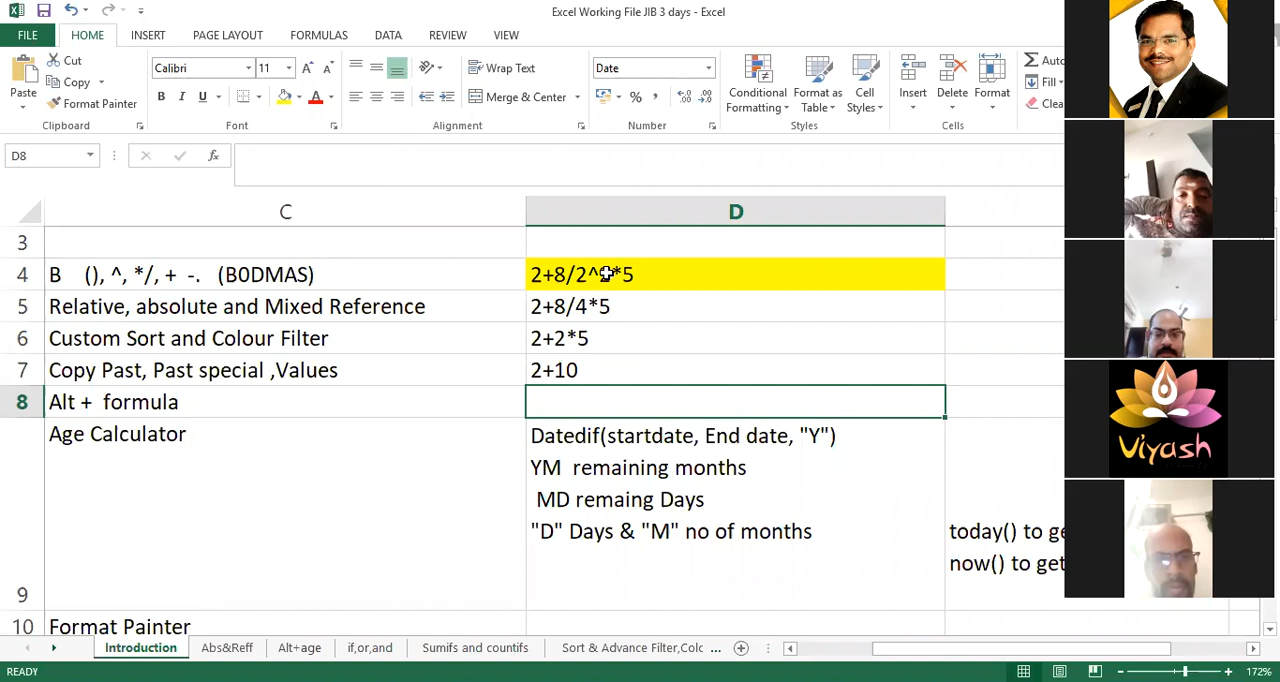 Excel Working File JIB 3 days - Excel
FILE HOME INSERT PAGE LAYOUT FORMULAS DATA REVIEW VIEW
Cut
Copy
Format Painter
Paste
Calibri 11
B I U
Wrap Text
Merge & Center
Date
Conditional Formatting
Format as Table
Cell Styles
Insert Delete Format
Fill
Clipboard Font Alignment Number Styles Cells
D8
C D
3
4 B (), ^, */, + -. (B0DMAS) 2+8/2^ *5
5 Relative, absolute and Mixed Reference 2+8/4*5
6 Custom Sort and Colour Filter 2+2*5
7 Copy Past, Past special ,Values 2+10
8 Alt + formula
Age Calculator Datedif(startdate, End date, "Y")
YM remaining months
MD remaing Days
"D" Days & "M" no of months today() to
now() to get
9
10 Format Painter
Introduction Abs&Reff Alt+age if,or,and Sumifs and countifs Sort & Advance Filter,Colc ...
READY 172%
Viyash